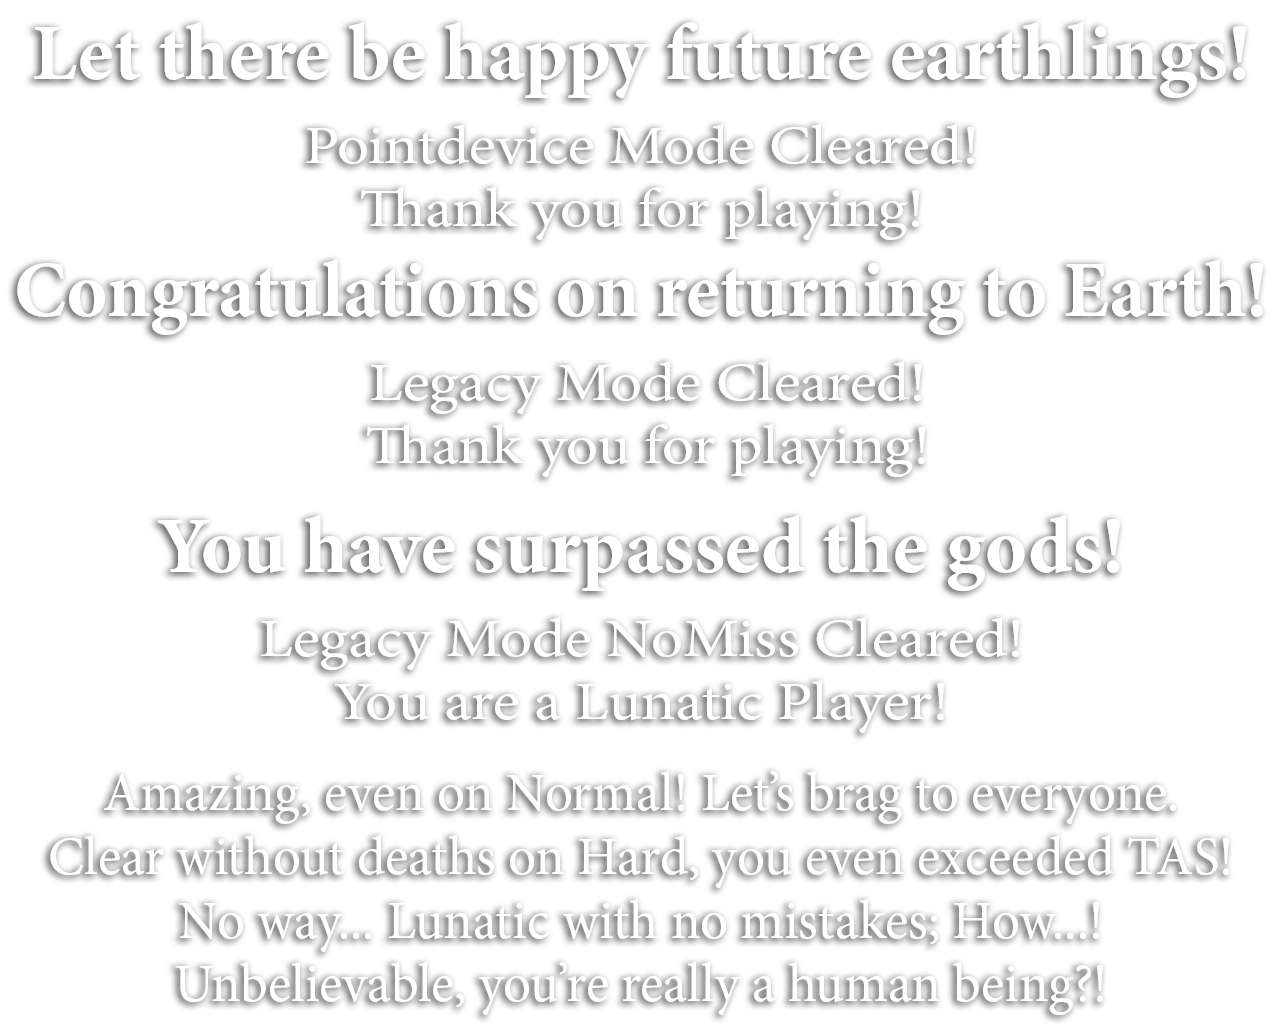 Let there be happy future earthlings!
Pointdevice Mode Cleared!
Thank you for playing!
Congratulations on returning to Earth!
Legacy Mode Cleared!
Thank you for playing!
You have surpassed the gods!
Legacy Mode NoMiss Cleared!
You are a Lunatic Player!
Amazing, even on Normal! Let’s brag to everyone.
Clear without deaths on Hard, you even exceeded TAS!
No way... Lunatic with no mistakes; How...!
Unbelievable, you’re really a human being?!